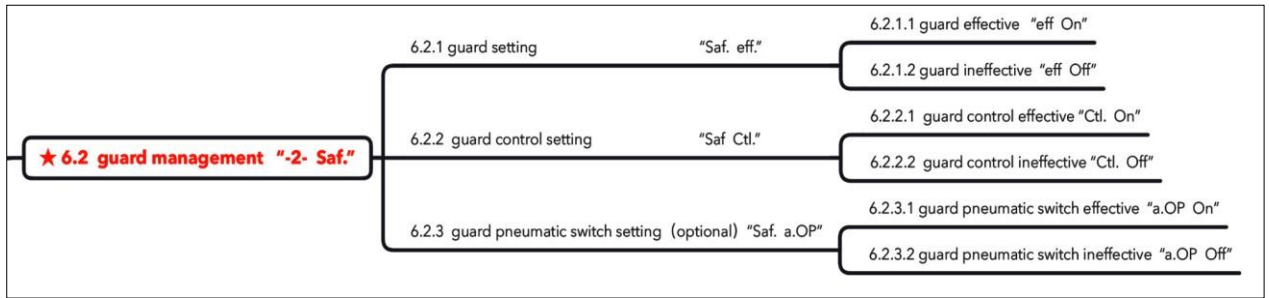 ★ 6.2 guard management “-2- Saf.”
6.2.1 guard setting “Saf. eff.”
6.2.1.1 guard effective “eff On”
6.2.1.2 guard ineffective “eff Off”
6.2.2 guard control setting “Saf Ctl.”
6.2.2.1 guard control effective “Ctl. On”
6.2.2.2 guard control ineffective “Ctl. Off”
6.2.3 guard pneumatic switch setting (optional) “Saf. a.OP”
6.2.3.1 guard pneumatic switch effective “a.OP On”
6.2.3.2 guard pneumatic switch ineffective “a.OP Off”